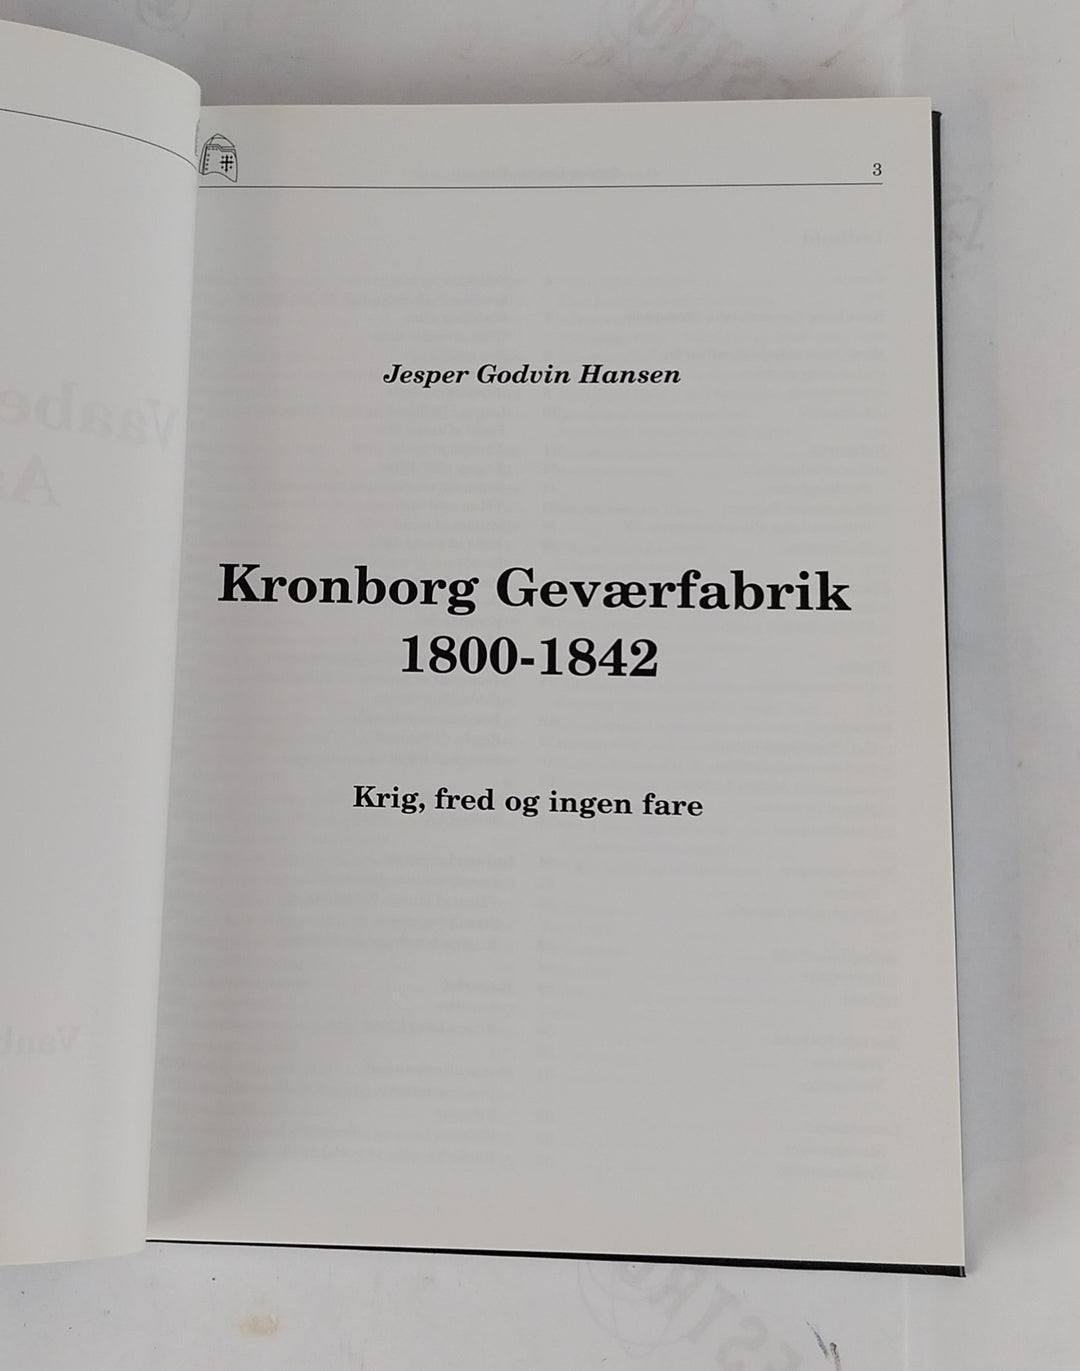 3
Jesper Godvin Hansen
Kronborg Geværfabrik
1800-1842
Krig, fred og ingen fare